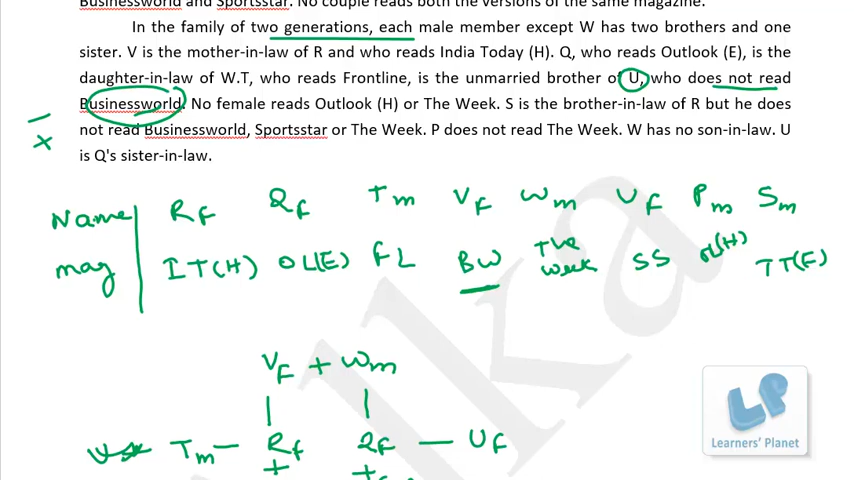 Businessworld and Sportsstar. No couple reads both the versions of the same magazine.
In the family of two generations, each male member except W has two brothers and one
sister. V is the mother-in-law of R and who reads India Today (H). Q, who reads Outlook (E), is the
daughter-in-law of W.T, who reads Frontline, is the unmarried brother of U, who does not read
Businessworld. No female reads Outlook (H) or The Week. S is the brother-in-law of R but he does
not read Businessworld, Sportsstar or The Week. P does not read The Week. W has no son-in-law. U
is Q's sister-in-law.
Name Rf Qf Tm Vf Wm Uf Pm Sm
mag IT(H) OL(E) FL BW The week SS OL(H) TT(E)
Vf + Wm
Tm - Rf Qf - Uf
+ +
LP
Learners' Planet